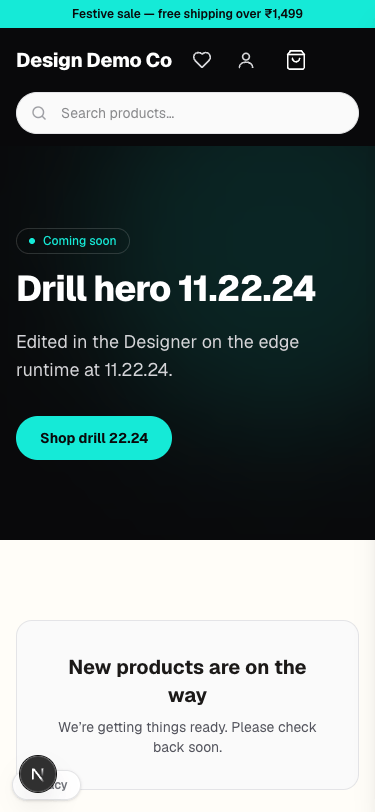 Festive sale — free shipping over ₹1,499
Design Demo Co
Search products…
Coming soon
Drill hero 11.22.24
Edited in the Designer on the edge
runtime at 11.22.24.
Shop drill 22.24
New products are on the
way
We're getting things ready. Please check
back soon.
N